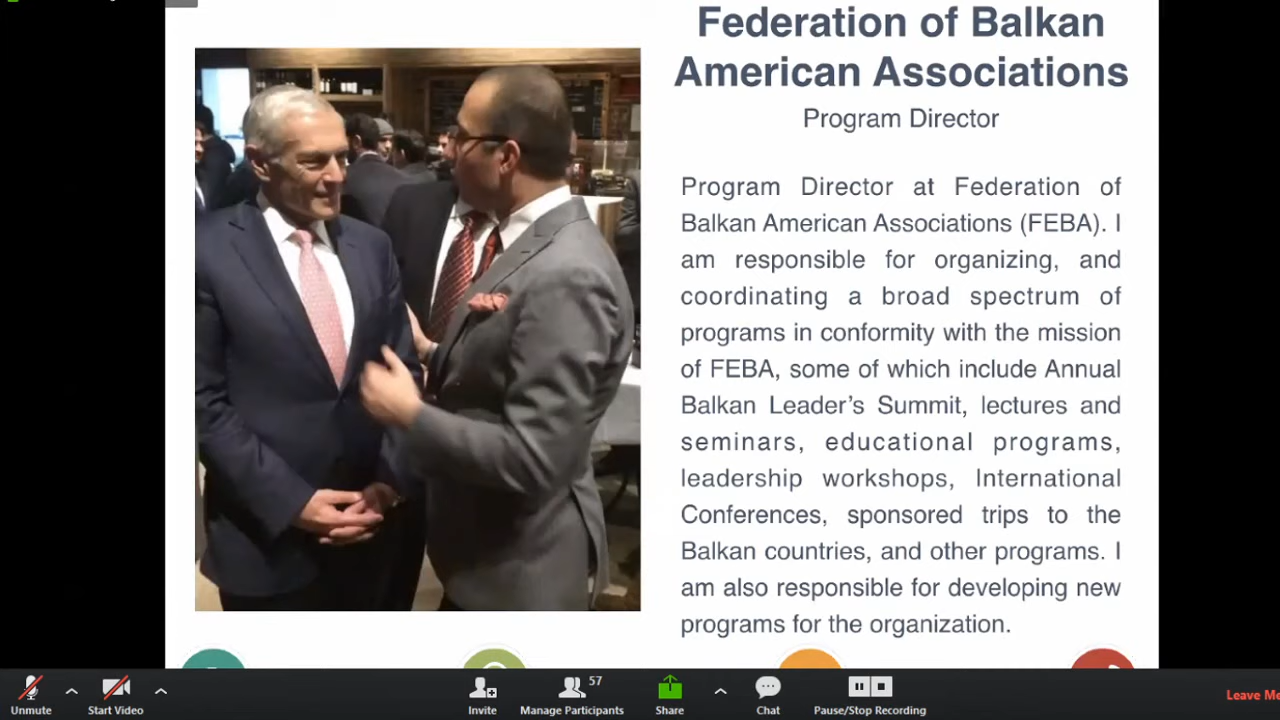 Federation of Balkan
American Associations
Program Director
Program Director at Federation of
Balkan American Associations (FEBA). I
am responsible for organizing, and
coordinating a broad spectrum of
programs in conformity with the mission
of FEBA, some of which include Annual
Balkan Leader's Summit, lectures and
seminars, educational programs,
leadership workshops, International
Conferences, sponsored trips to the
Balkan countries, and other programs. I
am also responsible for developing new
programs for the organization.
57
Unmute
Start Video
Invite
Manage Participants
Share
Chat
Pause/Stop Recording
Leave Me